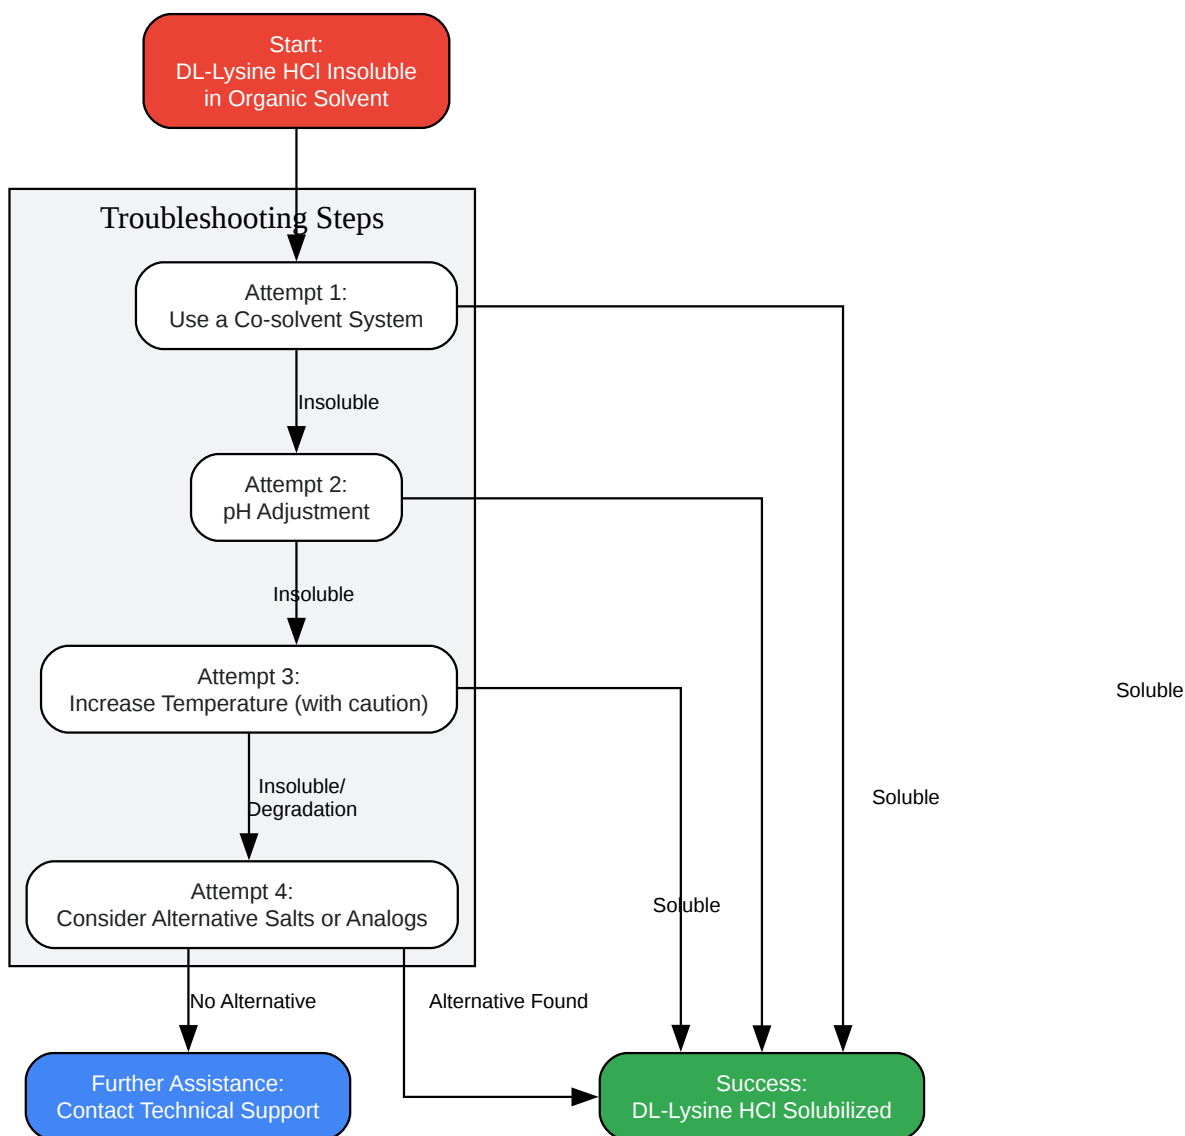 Start:
DL-Lysine HCl Insoluble
in Organic Solvent
Troubleshooting Steps
Attempt 1:
Use a Co-solvent System
Insoluble
Attempt 2:
pH Adjustment
Insoluble
Attempt 3:
Increase Temperature (with caution)
Soluble
Insoluble/
Degradation
Soluble
Attempt 4:
Consider Alternative Salts or Analogs
Soluble
No Alternative
Alternative Found
Further Assistance:
Contact Technical Support
Success:
DL-Lysine HCl Solubilized